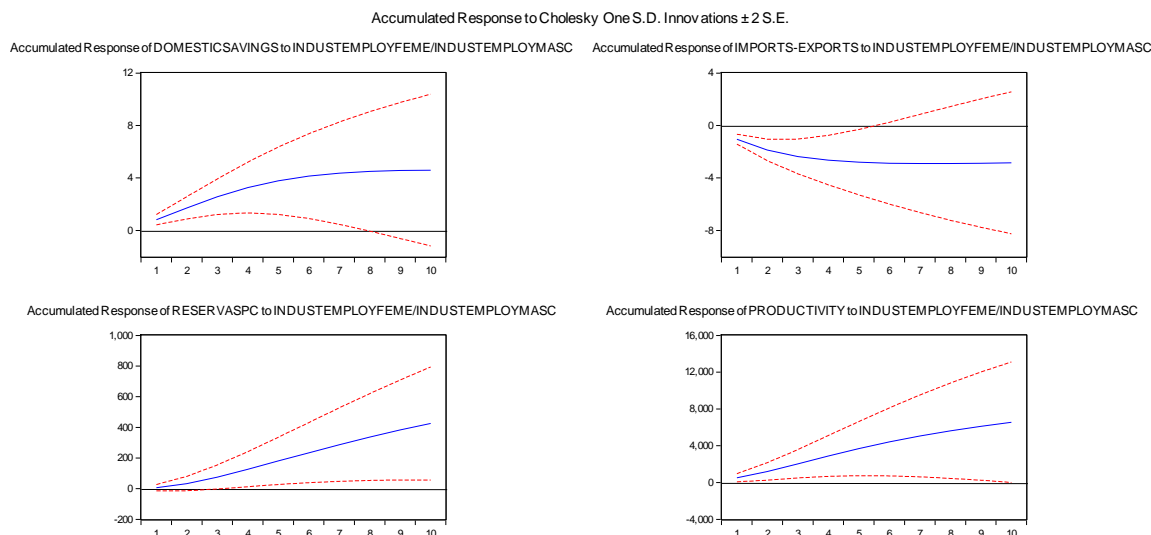 Accumulated Response to Cholesky One S.D. Innovations ± 2 S.E.
Accumulated Response of DOMESTICSAVINGS to INDUSTEMPLOYFEME/INDUSTEMPLOYMASC
12
8
4
0
1 2 3 4 5 6 7 8 9 10
Accumulated Response of IMPORTS-EXPORTS to INDUSTEMPLOYFEME/INDUSTEMPLOYMASC
4
0
-4
-8
1 2 3 4 5 6 7 8 9 10
Accumulated Response of RESERVASPC to INDUSTEMPLOYFEME/INDUSTEMPLOYMASC
1,000
800
600
400
200
0
-200
1 2 3 4 5 6 7 8 9 10
Accumulated Response of PRODUCTIVITY to INDUSTEMPLOYFEME/INDUSTEMPLOYMASC
16,000
12,000
8,000
4,000
0
-4,000
1 2 3 4 5 6 7 8 9 10